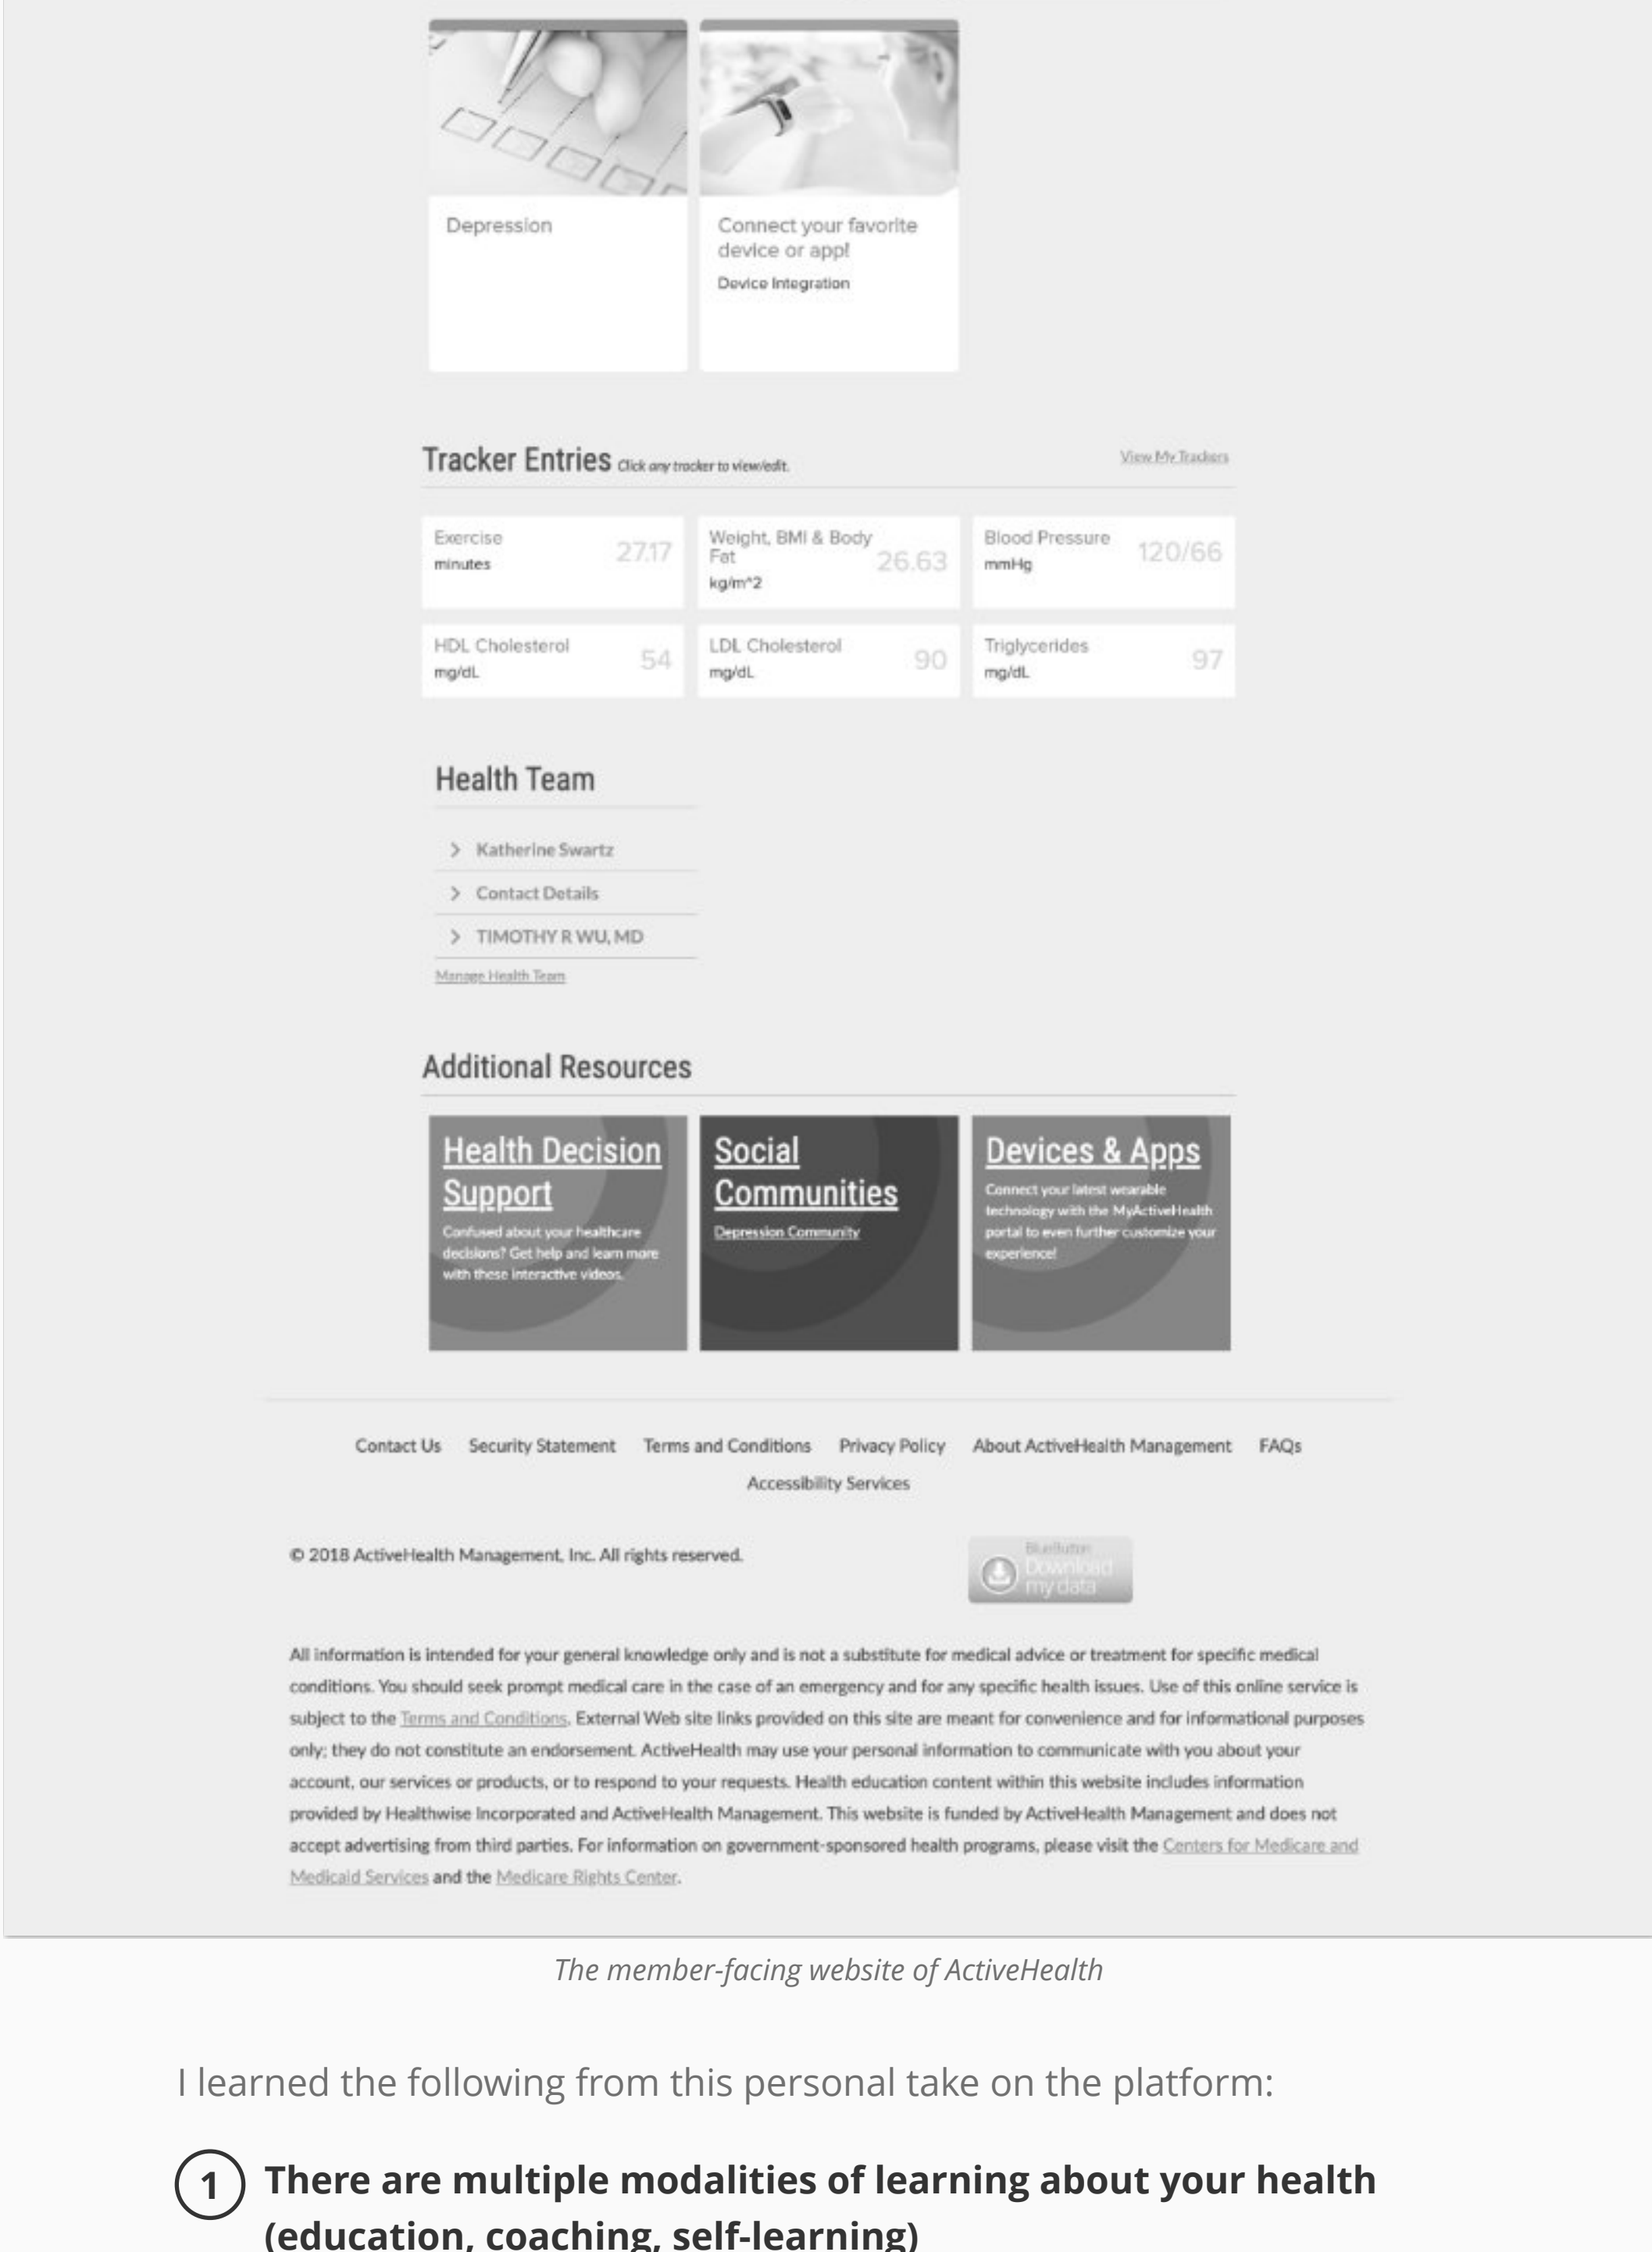 Depression
Connect your favorite
device or app!
Device Integration
Tracker Entries Click any tracker to view/edit.
View My Trackers
Exercise
minutes
27.17
Weight, BMI & Body
Fat
kg/m^2
26.63
Blood Pressure
mmHg
120/66
HDL Cholesterol
mg/dL
54
LDL Cholesterol
mg/dL
90
Triglycerides
mg/dL
97
Health Team
Katherine Swartz
Contact Details
TIMOTHY R WU, MD
Manage Health Team
Additional Resources
Health Decision
Support
Confused about your healthcare
decisions? Get help and learn more
with these interactive videos.
Social
Communities
Depression Community
Devices & Apps
Connect your latest wearable
technology with the MyActiveHealth
portal to even further customize your
experience!
Contact Us Security Statement Terms and Conditions Privacy Policy About ActiveHealth Management FAQs
Accessibility Services
© 2018 ActiveHealth Management, Inc. All rights reserved.
BlueButton
Download
my data
All information is intended for your general knowledge only and is not a substitute for medical advice or treatment for specific medical
conditions. You should seek prompt medical care in the case of an emergency and for any specific health issues. Use of this online service is
subject to the Terms and Conditions. External Web site links provided on this site are meant for convenience and for informational purposes
only; they do not constitute an endorsement. ActiveHealth may use your personal information to communicate with you about your
account, our services or products, or to respond to your requests. Health education content within this website includes information
provided by Healthwise Incorporated and ActiveHealth Management. This website is funded by ActiveHealth Management and does not
accept advertising from third parties. For information on government-sponsored health programs, please visit the Centers for Medicare and
Medicaid Services and the Medicare Rights Center.
The member-facing website of ActiveHealth
I learned the following from this personal take on the platform:
1 There are multiple modalities of learning about your health
(education, coaching, self-learning)